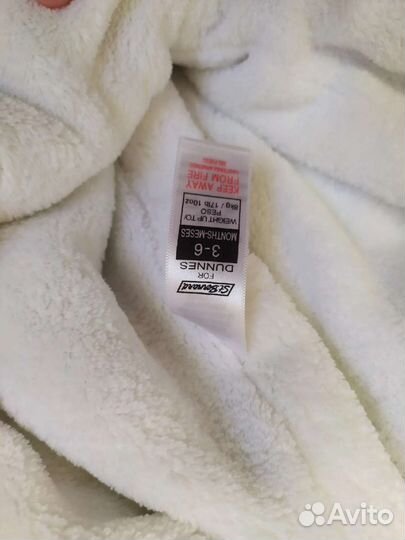 St Bernard
FOR
DUNNES
3-6
MONTHS-MESES
WEIGHT UP TO/
PESO
8kg / 17lb 10oz
KEEP AWAY
FROM FIRE
Avito